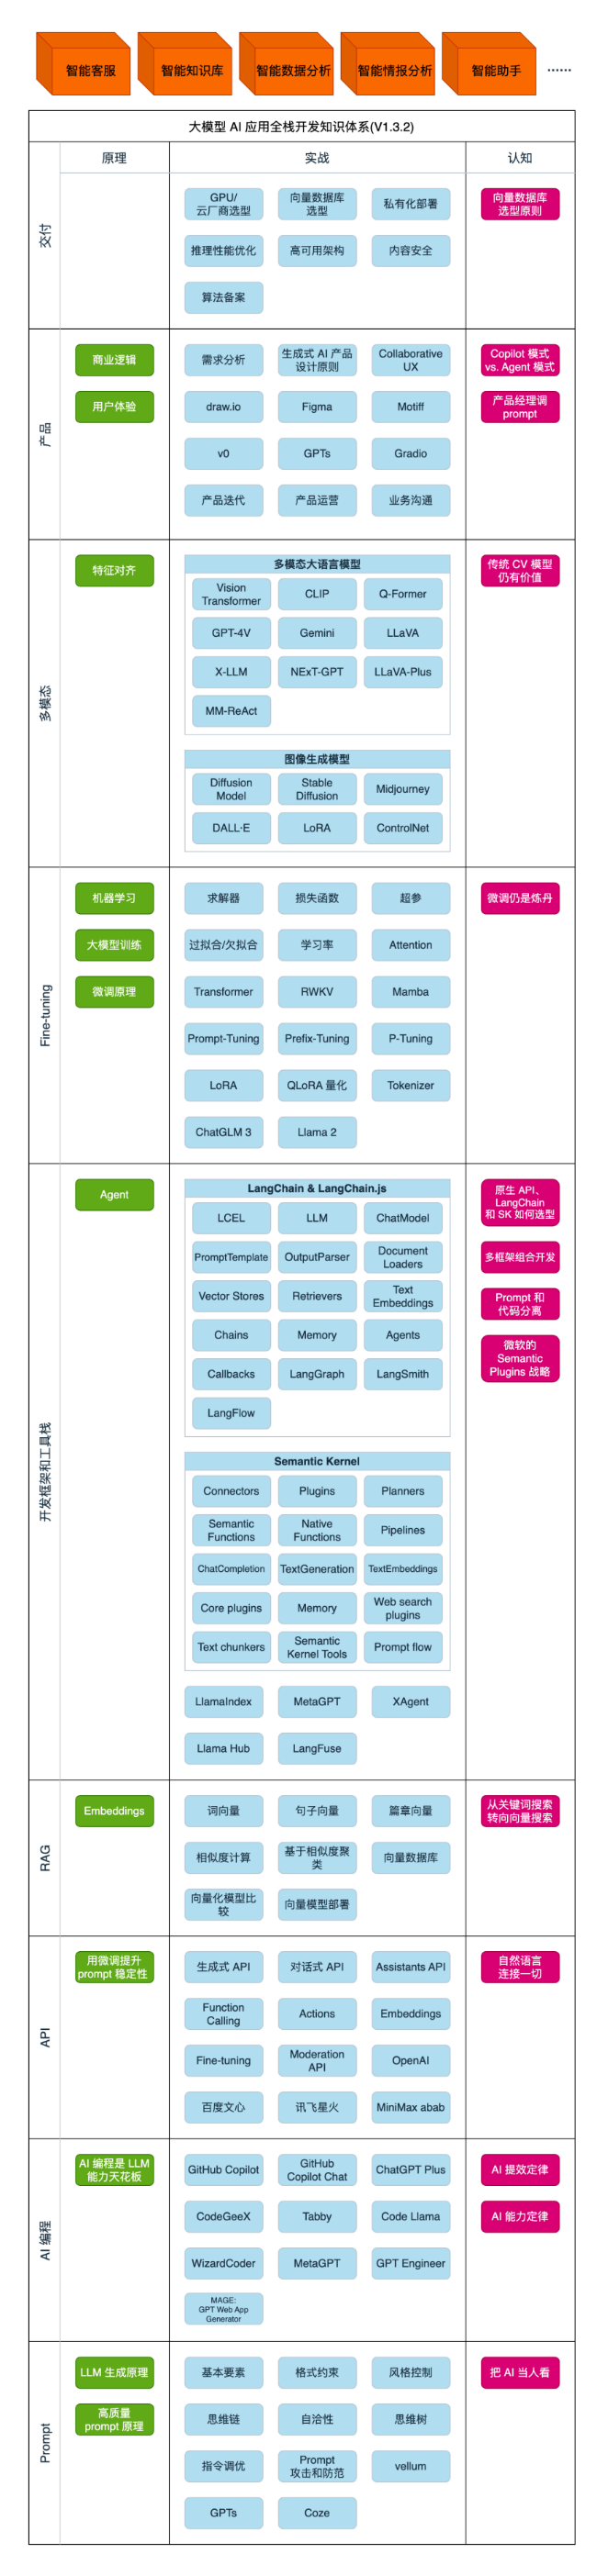 智能客服
智能知识库
智能数据分析
智能情报分析
智能助手
……
大模型 AI 应用全栈开发知识体系(V1.3.2)
原理
实战
认知
交付
GPU/
云厂商选型
向量数据库
选型
私有化部署
向量数据库
选型原则
推理性能优化
高可用架构
内容安全
算法备案
产品
商业逻辑
需求分析
生成式 AI 产品
设计原则
Collaborative
UX
Copilot 模式
vs. Agent 模式
用户体验
draw.io
Figma
Motiff
产品经理调
prompt
v0
GPTs
Gradio
产品迭代
产品运营
业务沟通
多模态
特征对齐
多模态大语言模型
传统 CV 模型
仍有价值
Vision
Transformer
CLIP
Q-Former
GPT-4V
Gemini
LLaVA
X-LLM
NExT-GPT
LLaVA-Plus
MM-ReAct
图像生成模型
Diffusion
Model
Stable
Diffusion
Midjourney
DALL·E
LoRA
ControlNet
Fine-tuning
机器学习
求解器
损失函数
超参
微调仍是炼丹
大模型训练
过拟合/欠拟合
学习率
Attention
微调原理
Transformer
RWKV
Mamba
Prompt-Tuning
Prefix-Tuning
P-Tuning
LoRA
QLoRA 量化
Tokenizer
ChatGLM 3
Llama 2
开发框架和工具栈
Agent
LangChain & LangChain.js
原生 API、
LangChain
和 SK 如何选型
LCEL
LLM
ChatModel
PromptTemplate
OutputParser
Document
Loaders
多框架组合开发
Vector Stores
Retrievers
Text
Embeddings
Prompt 和
代码分离
Chains
Memory
Agents
微软的
Semantic
Plugins 战略
Callbacks
LangGraph
LangSmith
LangFlow
Semantic Kernel
Connectors
Plugins
Planners
Semantic
Functions
Native
Functions
Pipelines
ChatCompletion
TextGeneration
TextEmbeddings
Core plugins
Memory
Web search
plugins
Text chunkers
Semantic
Kernel Tools
Prompt flow
LlamaIndex
MetaGPT
XAgent
Llama Hub
LangFuse
RAG
Embeddings
词向量
句子向量
篇章向量
从关键词搜索
转向向量搜索
相似度计算
基于相似度聚
类
向量数据库
向量化模型比
较
向量模型部署
API
用微调提升
prompt 稳定性
生成式 API
对话式 API
Assistants API
自然语言
连接一切
Function
Calling
Actions
Embeddings
Fine-tuning
Moderation
API
OpenAI
百度文心
讯飞星火
MiniMax abab
AI 编程
AI 编程是 LLM
能力天花板
GitHub Copilot
GitHub
Copilot Chat
ChatGPT Plus
AI 提效定律
CodeGeeX
Tabby
Code Llama
AI 能力定律
WizardCoder
MetaGPT
GPT Engineer
MAGE:
GPT Web App
Generator
Prompt
LLM 生成原理
基本要素
格式约束
风格控制
把 AI 当人看
高质量
prompt 原理
思维链
自洽性
思维树
指令调优
Prompt
攻击和防范
vellum
GPTs
Coze